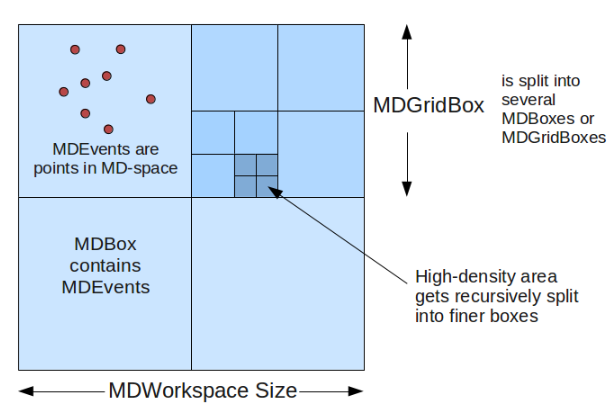 MDEvents are
points in MD-space
MDGridBox
is split into
several
MDBoxes or
MDGridBoxes
MDBox
contains
MDEvents
High-density area
gets recursively split
into finer boxes
MDWorkspace Size